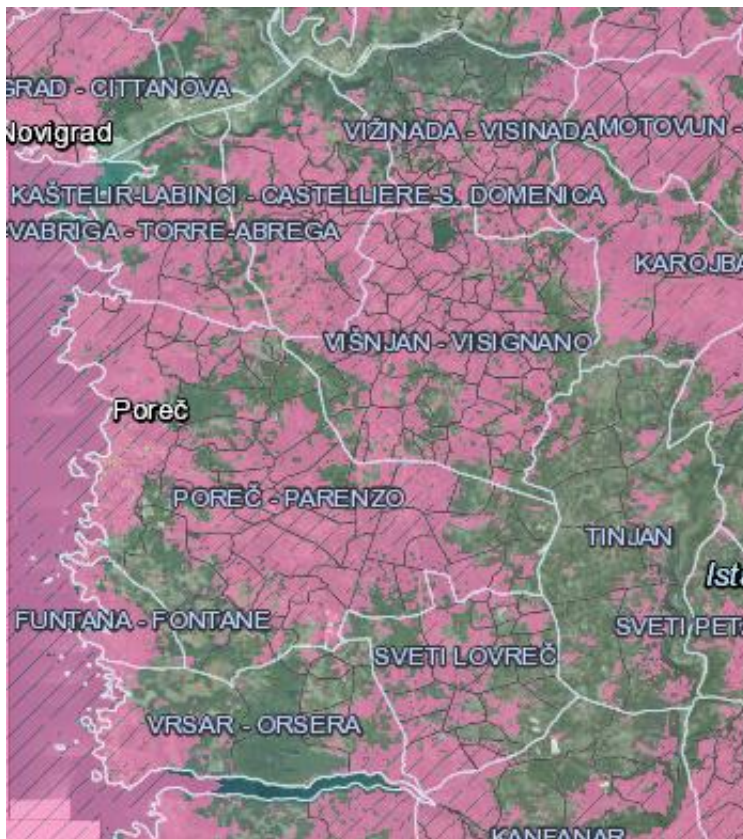 GRAD - CITTANOVA
Novigrad
VIŽINADA - VISINADA
MOTOVUN -
KAŠTELIR-LABINCI - CASTELLIERE-S. DOMENICA
-VABRIGA - TORRE-ABREGA
KAROJBA
VIŠNJAN - VISIGNANO
Poreč
POREČ - PARENZO
TINJAN
Ista
FUNTANA - FONTANE
SVETI PET
SVETI LOVREČ
VRSAR - ORSERA
KANFANAR